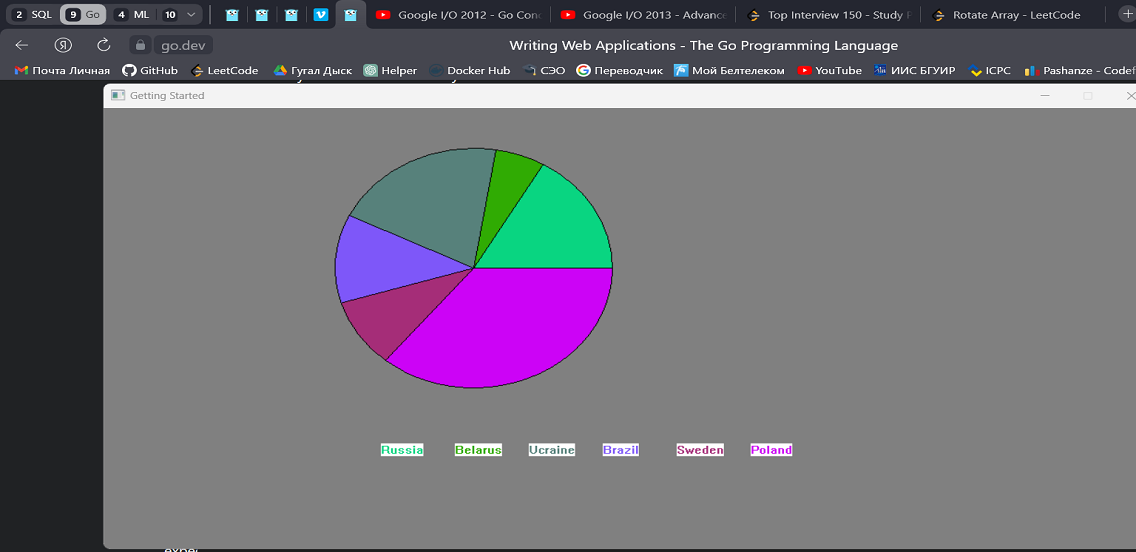 2 SQL 9 Go 4 ML 10 Google I/O 2012 - Go Conc Google I/O 2013 - Advance Top Interview 150 - Study P Rotate Array - LeetCode
Я go.dev Writing Web Applications - The Go Programming Language
Почта Личная GitHub LeetCode Гугал Дыск Helper Docker Hub СЭО Переводчик Мой Белтелеком YouTube ИИС БГУИР ICPC Pashanze - Codef
Getting Started
Russia Belarus Ucraine Brazil Sweden Poland